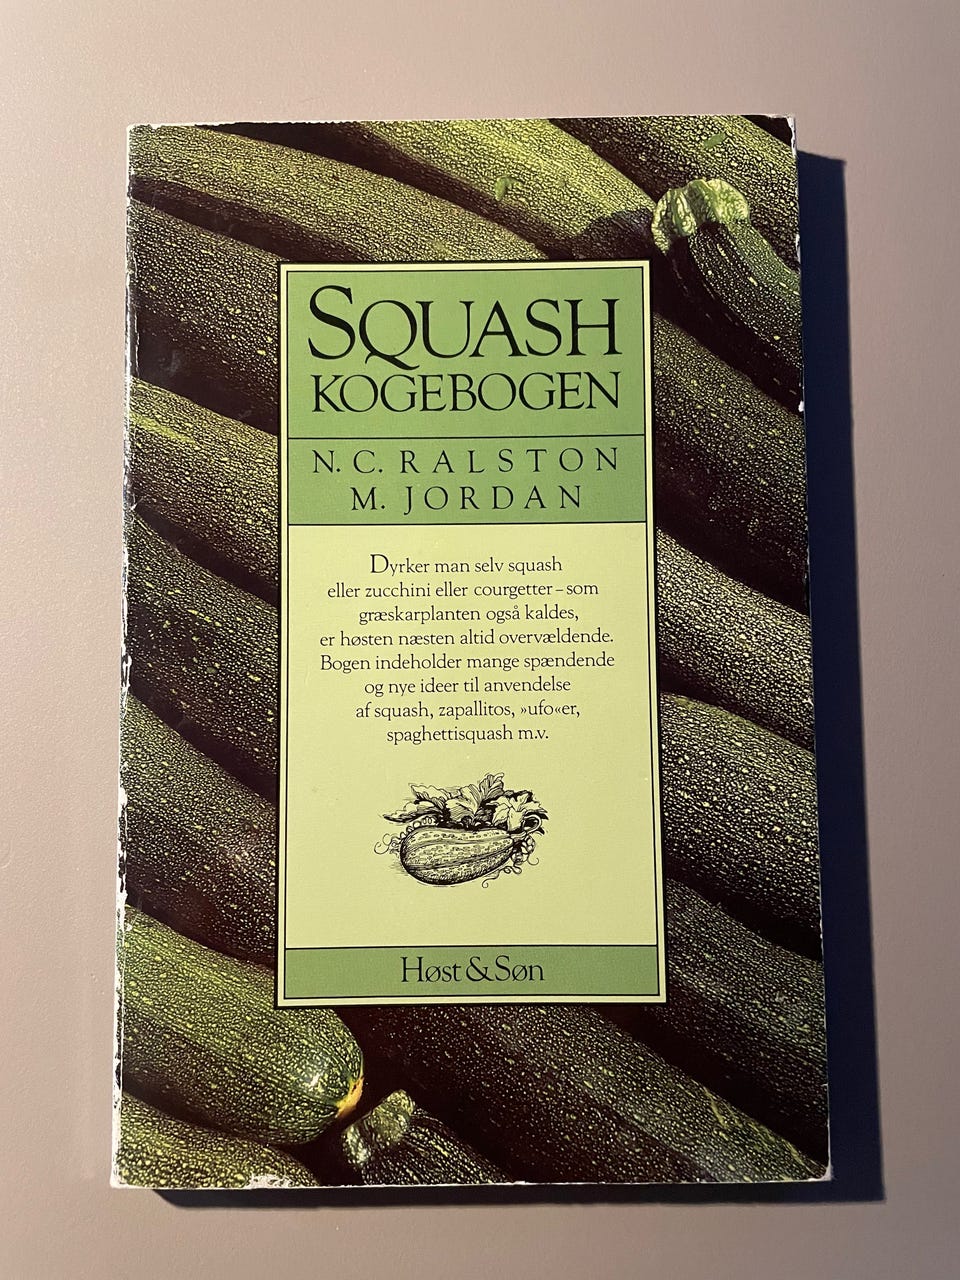 SQUASH
KOGEBOGEN
N. C. RALSTON
M. JORDAN
Dyrker man selv squash
eller zucchini eller courgetter – som
græskarplanten også kaldes,
er høsten næsten altid overvældende.
Bogen indeholder mange spændende
og nye ideer til anvendelse
af squash, zapallitos, »ufo«er,
spaghettisquash m.v.
Høst & Søn